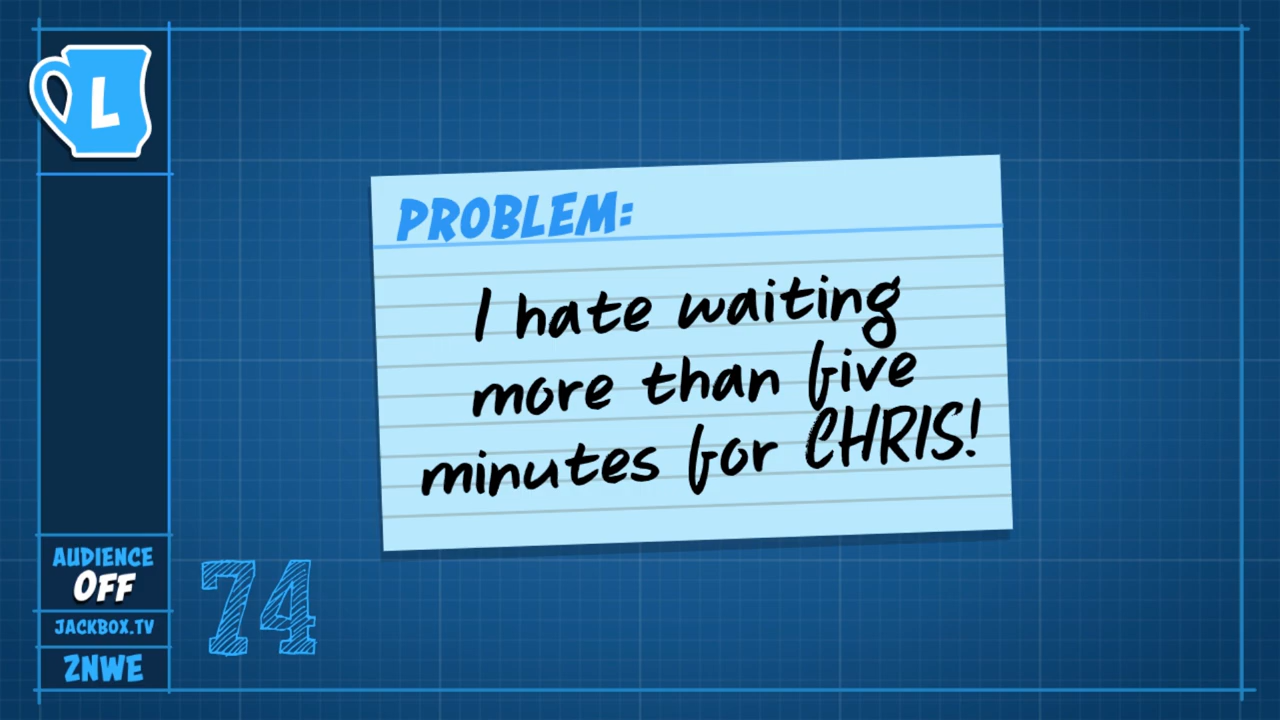 L
PROBLEM:
I hate waiting
more than five
minutes for CHRIS!
AUDIENCE
OFF
JACKBOX.TV
ZNWE
74